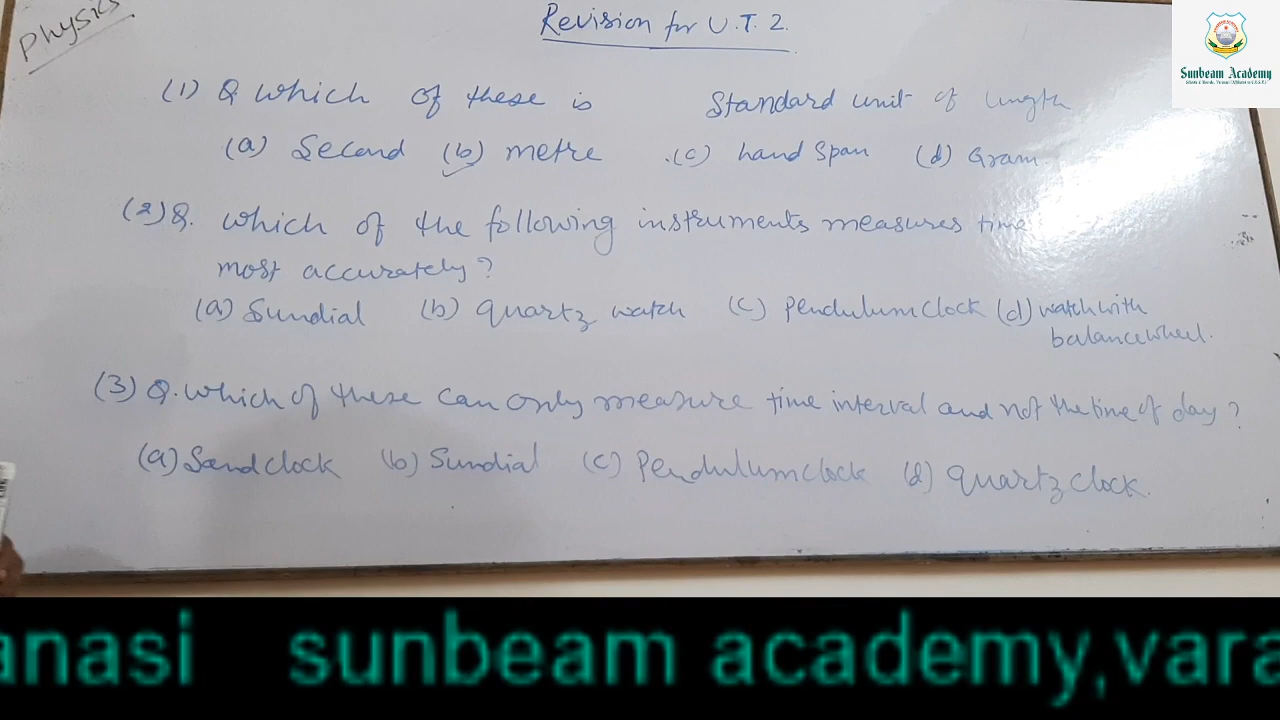 Physics
Revision for U.T. 2.
Sunbeam Academy
(1) Q which of these is standard unit of length
(a) Second (b) metre (c) hand span (d) Gram
(2) Q. which of the following instruments measures time
most accurately?
(a) Sundial (b) quartz watch (c) Pendulum clock (d) watch with
balance wheel.
(3) Q. which of these can only measure time interval and not the time of day?
(a) Sand clock (b) Sundial (c) Pendulum clock (d) quartz clock.
anasi sunbeam academy,vara